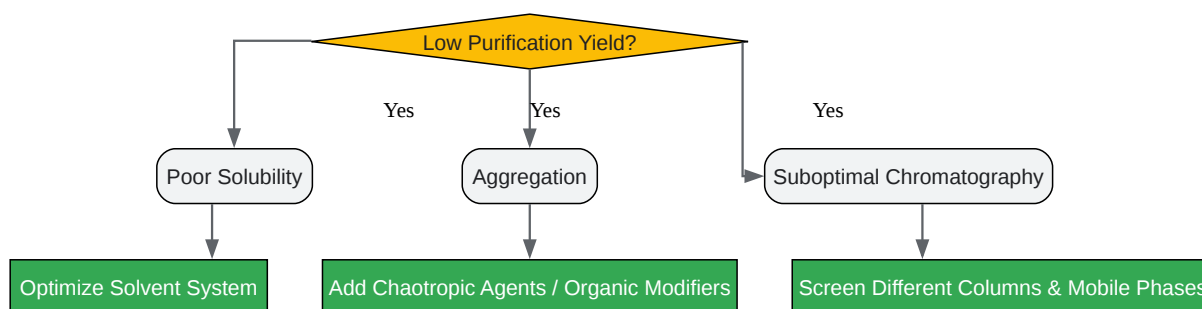 Low Purification Yield?
Yes
Yes
Yes
Poor Solubility
Aggregation
Suboptimal Chromatography
Optimize Solvent System
Add Chaotropic Agents / Organic Modifiers
Screen Different Columns & Mobile Phases